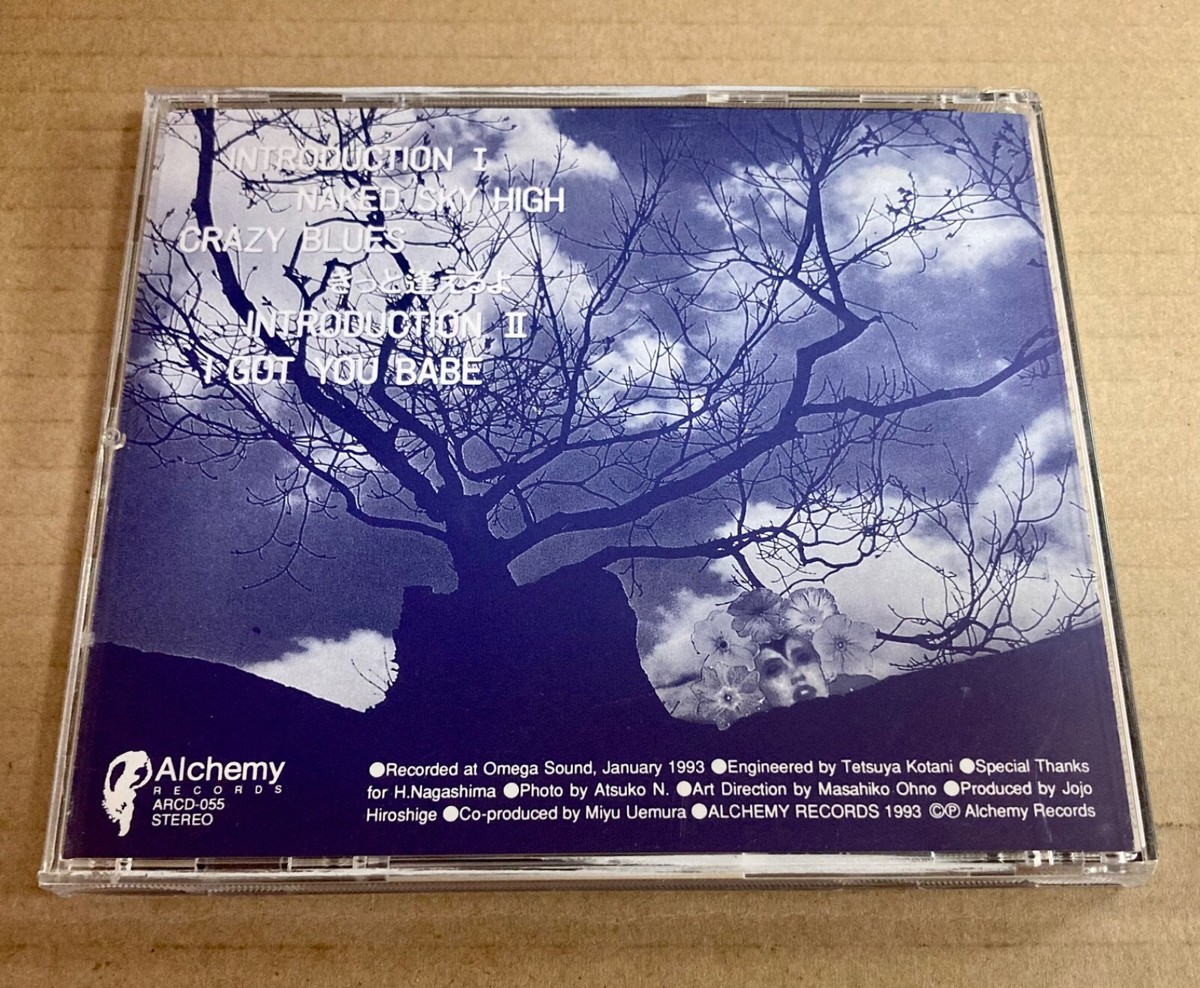 INTRODUCTION I
NAKED SKY HIGH
CRAZY BLUES
きっと逢えるよ
INTRODUCTION II
I GOT YOU BABE
Alchemy
RECORDS
ARCD-055
STEREO
●Recorded at Omega Sound, January 1993 ●Engineered by Tetsuya Kotani ●Special Thanks
for H.Nagashima ●Photo by Atsuko N. ●Art Direction by Masahiko Ohno ●Produced by Jojo
Hiroshige ●Co-produced by Miyu Uemura ●ALCHEMY RECORDS 1993 ©℗ Alchemy Records